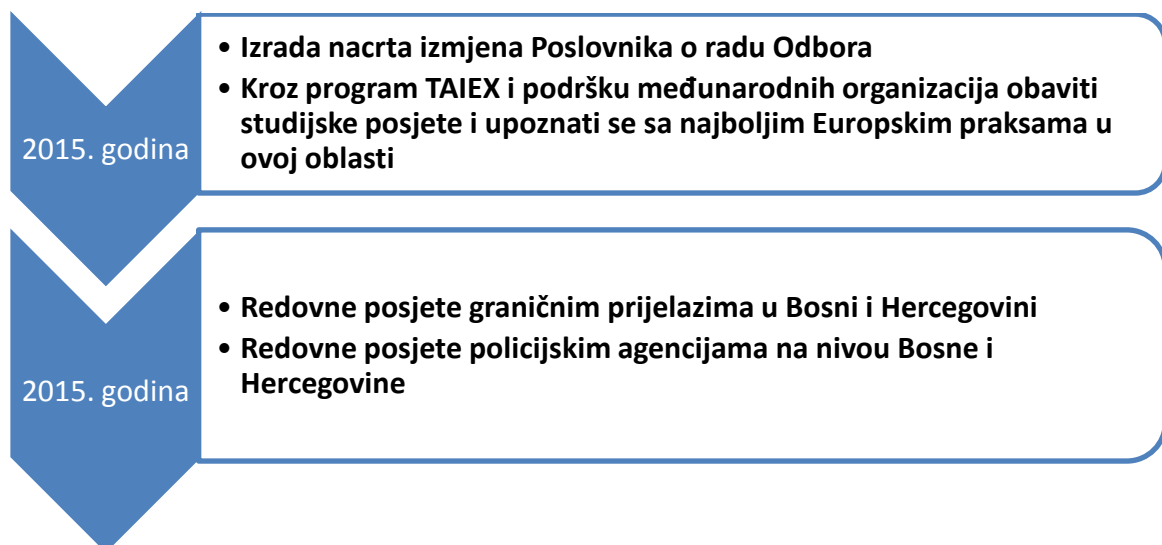 2015. godina
• Izrada nacrta izmjena Poslovnika o radu Odbora
• Kroz program TAIEX i podršku međunarodnih organizacija obaviti
studijske posjete i upoznati se sa najboljim Europskim praksama u
ovoj oblasti
2015. godina
• Redovne posjete graničnim prijelazima u Bosni i Hercegovini
• Redovne posjete policijskim agencijama na nivou Bosne i
Hercegovine